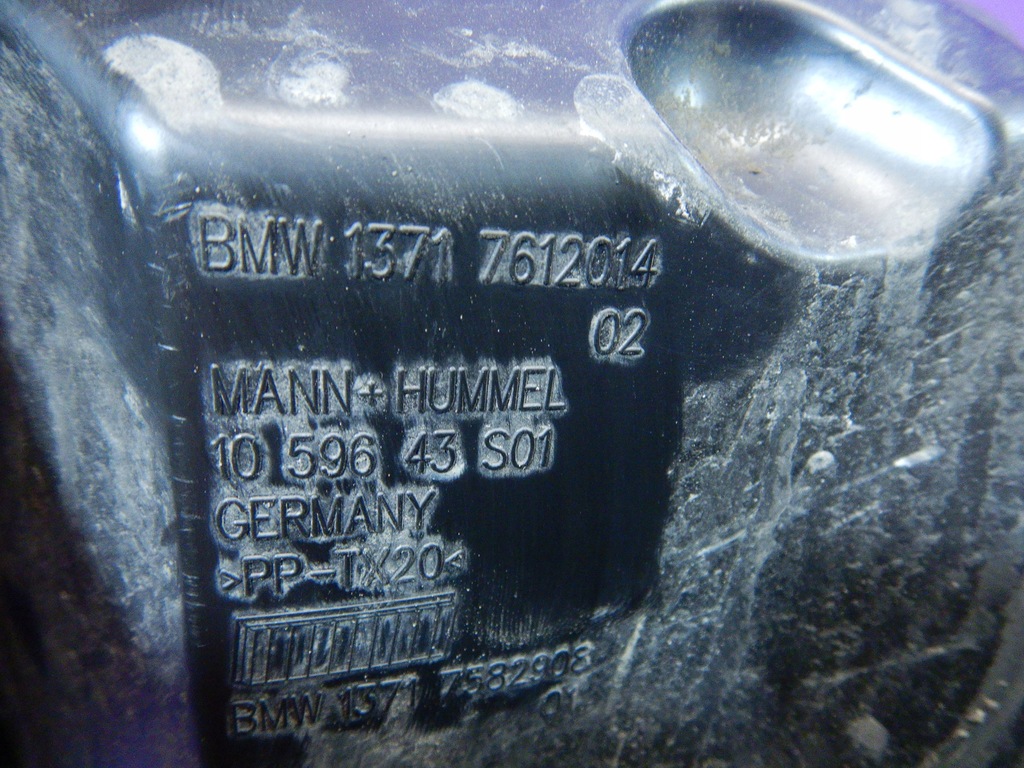 BMW 1371 7612014
02
MANN+HUMMEL
10 596 43 S01
GERMANY
>PP-TX20<
BMW 1371 7582908
01